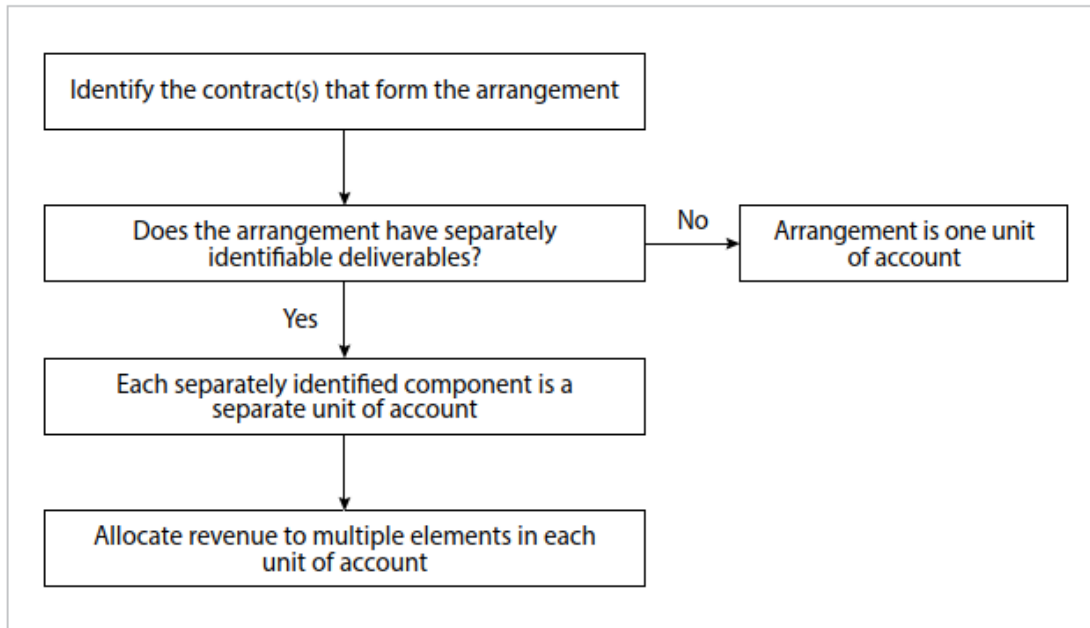 Identify the contract(s) that form the arrangement
Does the arrangement have separately
identifiable deliverables?
No
Arrangement is one unit
of account
Yes
Each separately identified component is a
separate unit of account
Allocate revenue to multiple elements in each
unit of account